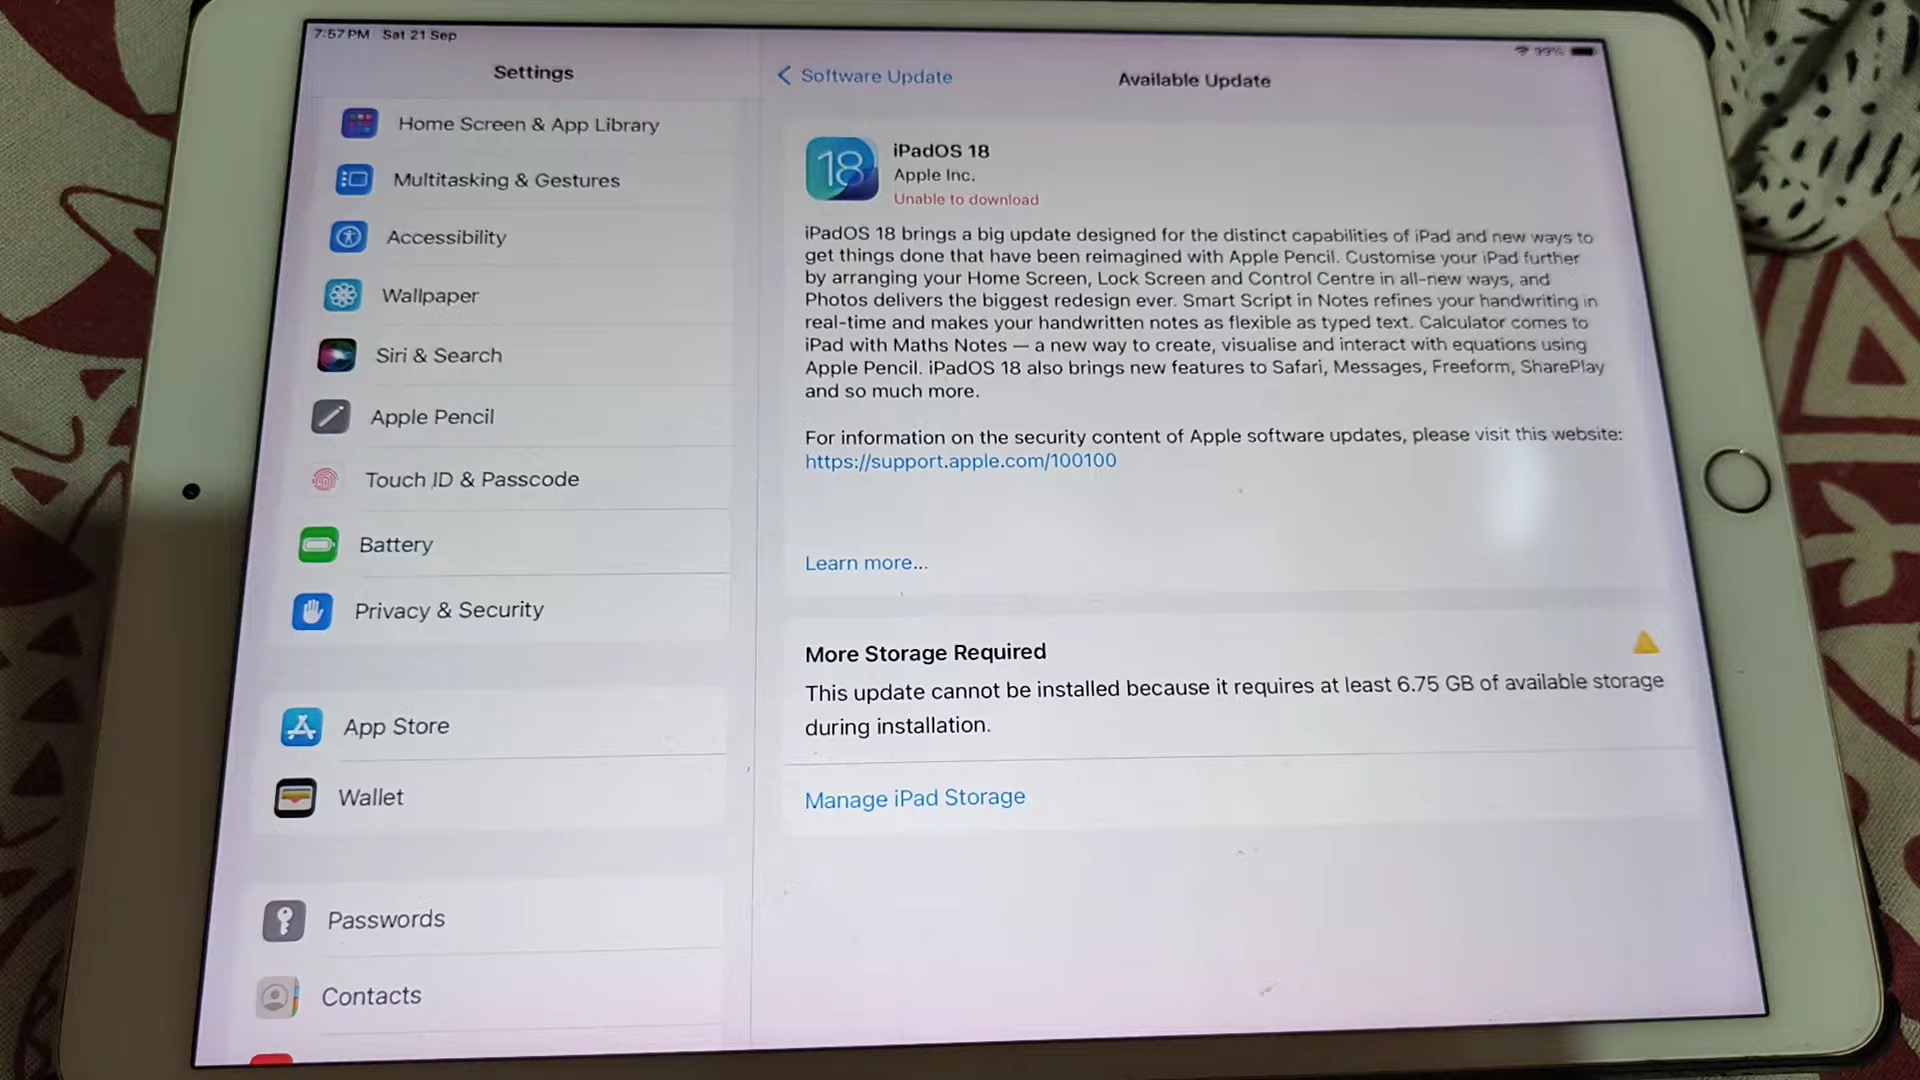 7:57 PM Sat 21 Sep
99%
Settings
Home Screen & App Library
Multitasking & Gestures
Accessibility
Wallpaper
Siri & Search
Apple Pencil
Touch ID & Passcode
Battery
Privacy & Security
App Store
Wallet
Passwords
Contacts
Software Update
Available Update
18
iPadOS 18
Apple Inc.
Unable to download
iPadOS 18 brings a big update designed for the distinct capabilities of iPad and new ways to
get things done that have been reimagined with Apple Pencil. Customise your iPad further
by arranging your Home Screen, Lock Screen and Control Centre in all-new ways, and
Photos delivers the biggest redesign ever. Smart Script in Notes refines your handwriting in
real-time and makes your handwritten notes as flexible as typed text. Calculator comes to
iPad with Maths Notes — a new way to create, visualise and interact with equations using
Apple Pencil. iPadOS 18 also brings new features to Safari, Messages, Freeform, SharePlay
and so much more.
For information on the security content of Apple software updates, please visit this website:
https://support.apple.com/100100
Learn more...
More Storage Required
This update cannot be installed because it requires at least 6.75 GB of available storage
during installation.
Manage iPad Storage